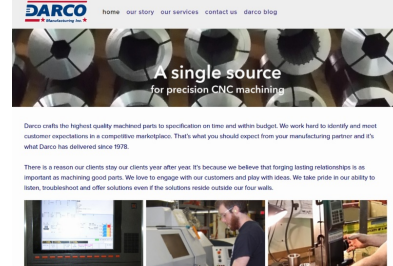 DARCO
Manufacturing Inc.
home our story our services contact us darco blog
A single source
for precision CNC machining
Darco crafts the highest quality machined parts to specification on time and within budget. We work hard to identify and meet
customer expectations in a competitive marketplace. That's why you should expect from your manufacturing partner and it's
what Darco has delivered since 1978.
There is a reason our clients stay our clients year after year. It's because we believe that forging lasting relationships is as
important as machining good parts. We love to engage with our customers and play with ideas. We take pride in our ability to
listen, troubleshoot and offer solutions even if the solutions reside outside our four walls.